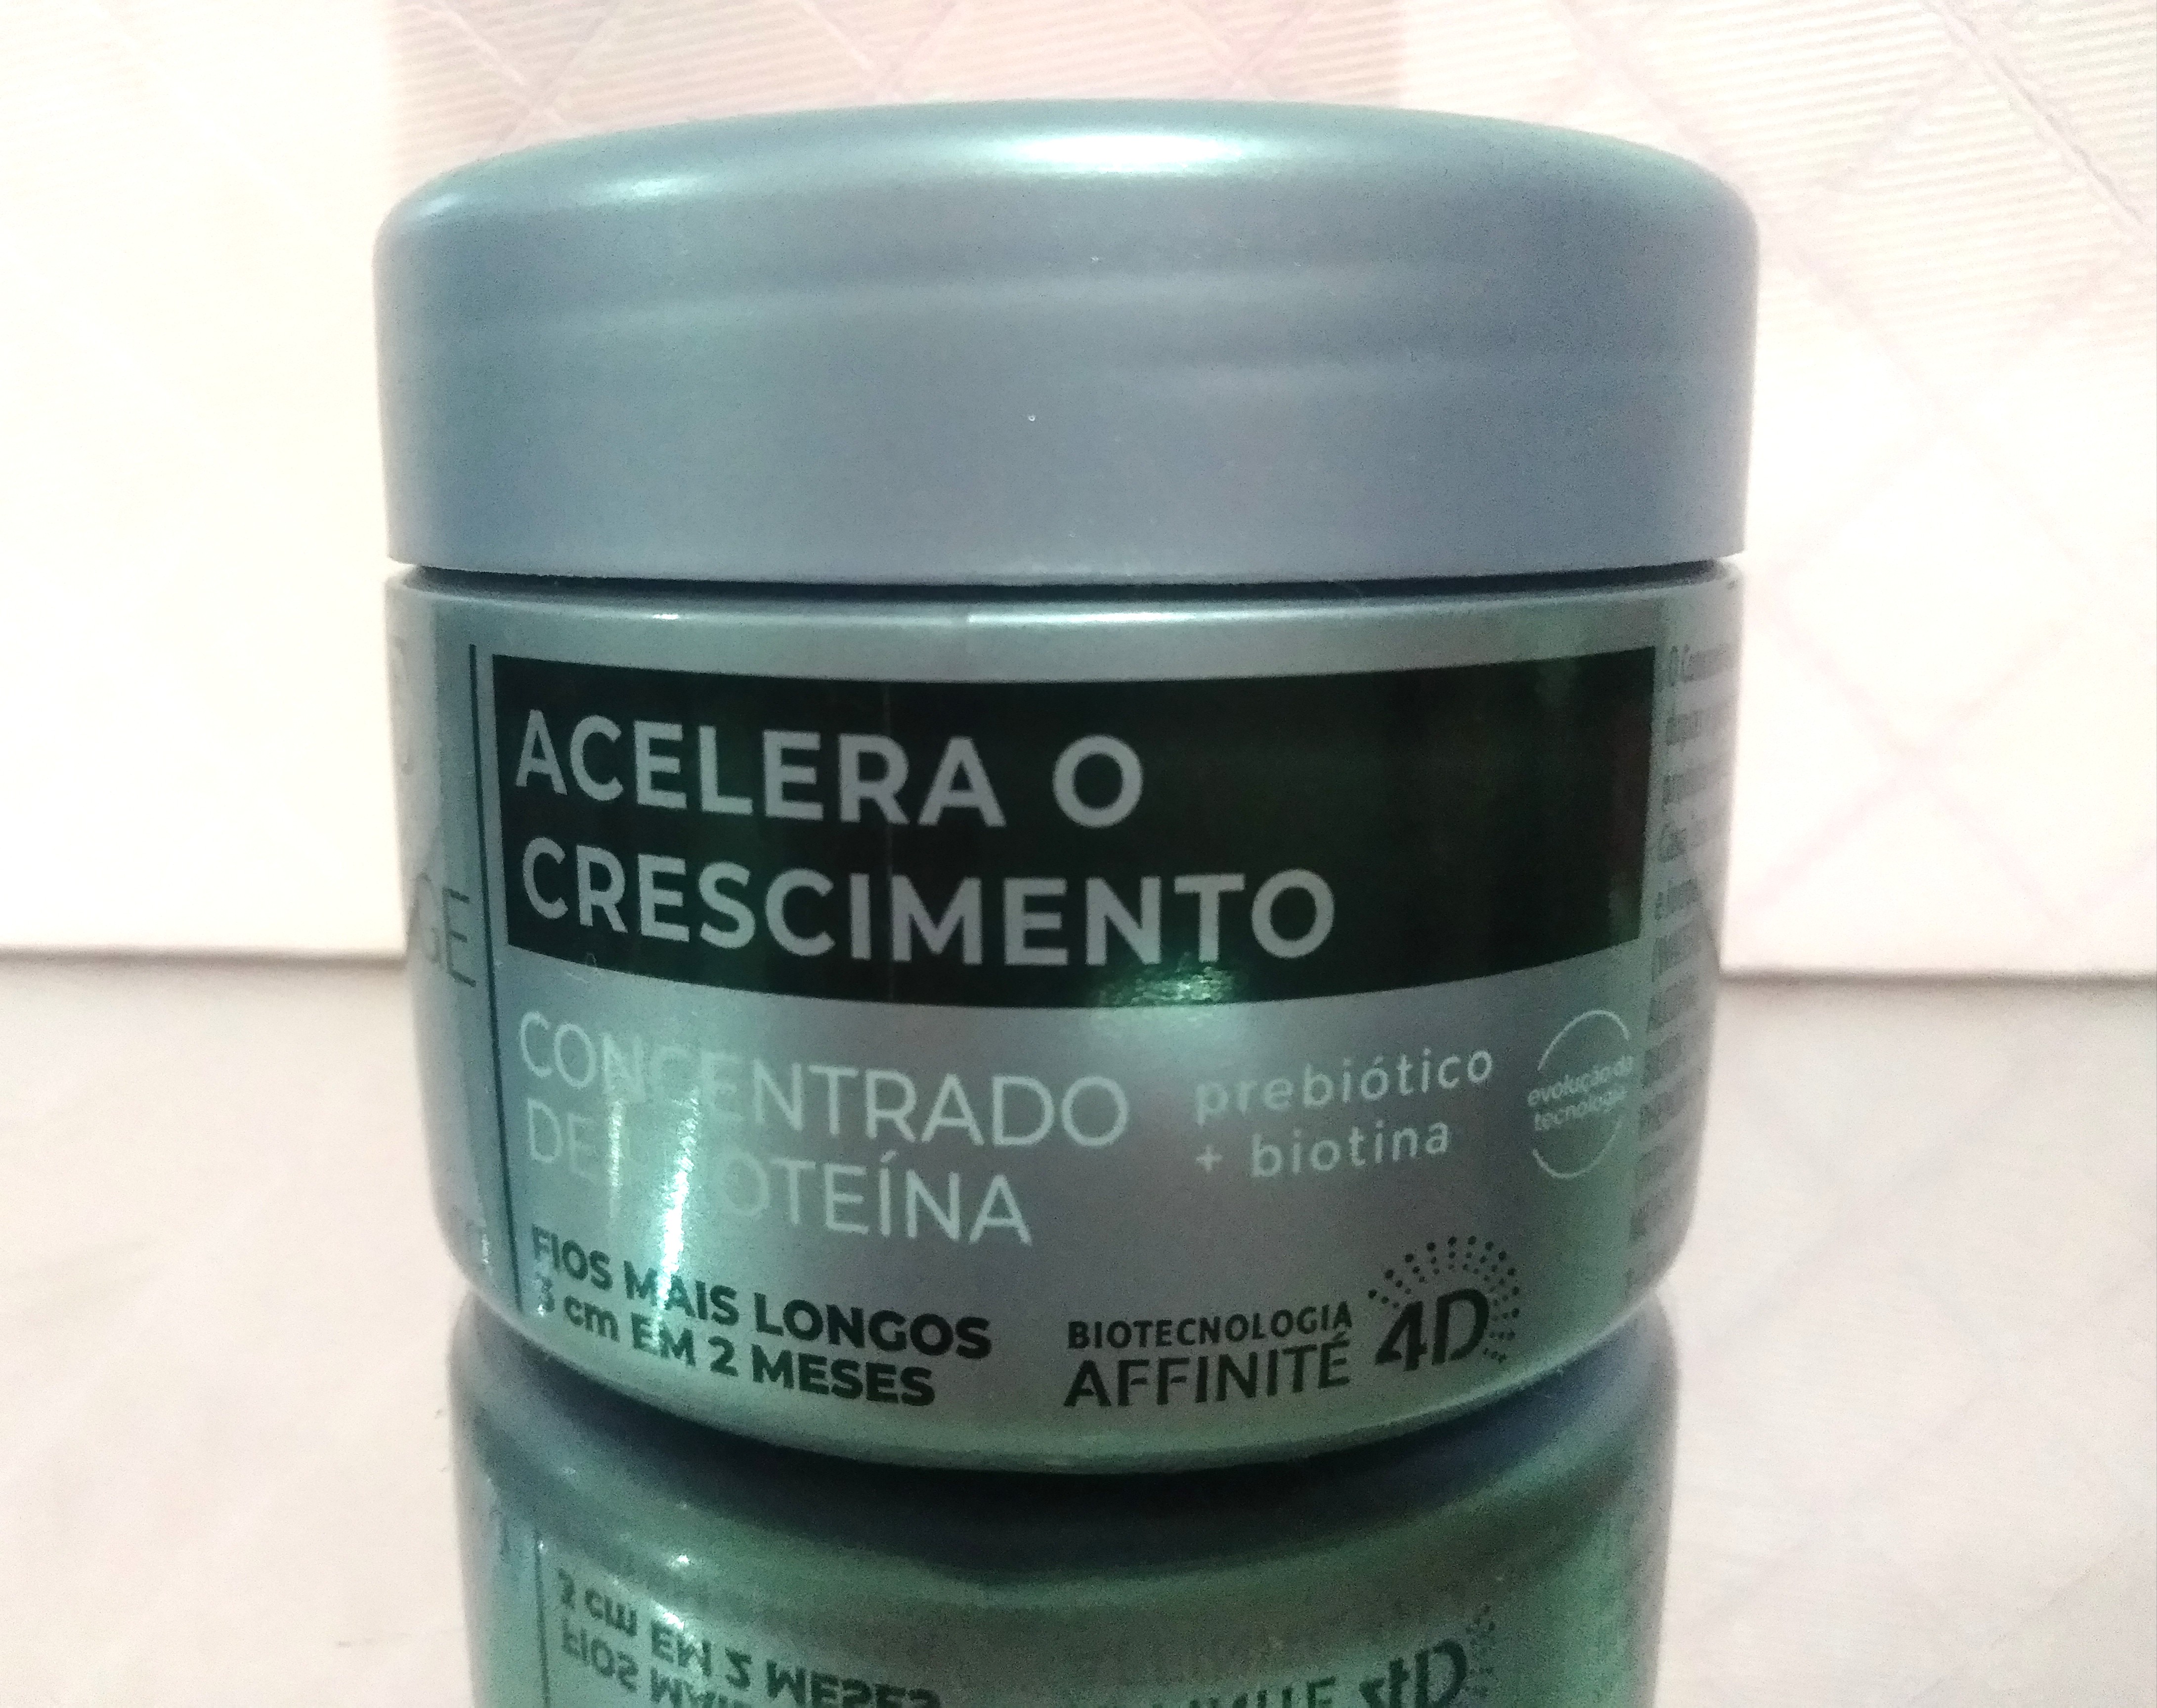 ACELERA O
CRESCIMENTO
CONCENTRADO
DE PROTEÍNA
prebiótico
+ biotina
evolução da
tecnologia
FIOS MAIS LONGOS
3 cm EM 2 MESES
BIOTECNOLOGIA
AFFINITÉ 4D